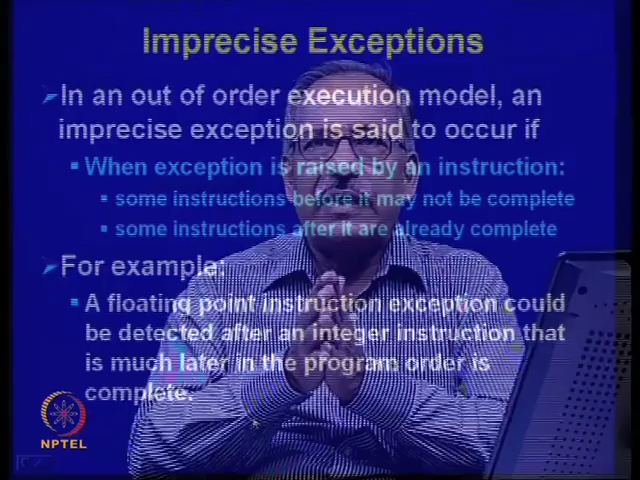 Imprecise Exceptions
In an out of order execution model, an
imprecise exception is said to occur if
When exception is raised by an instruction:
some instructions before it may not be complete
some instructions after it are already complete
For example:
A floating point instruction exception could
be detected after an integer instruction that
is much later in the program order is
complete.
NPTEL